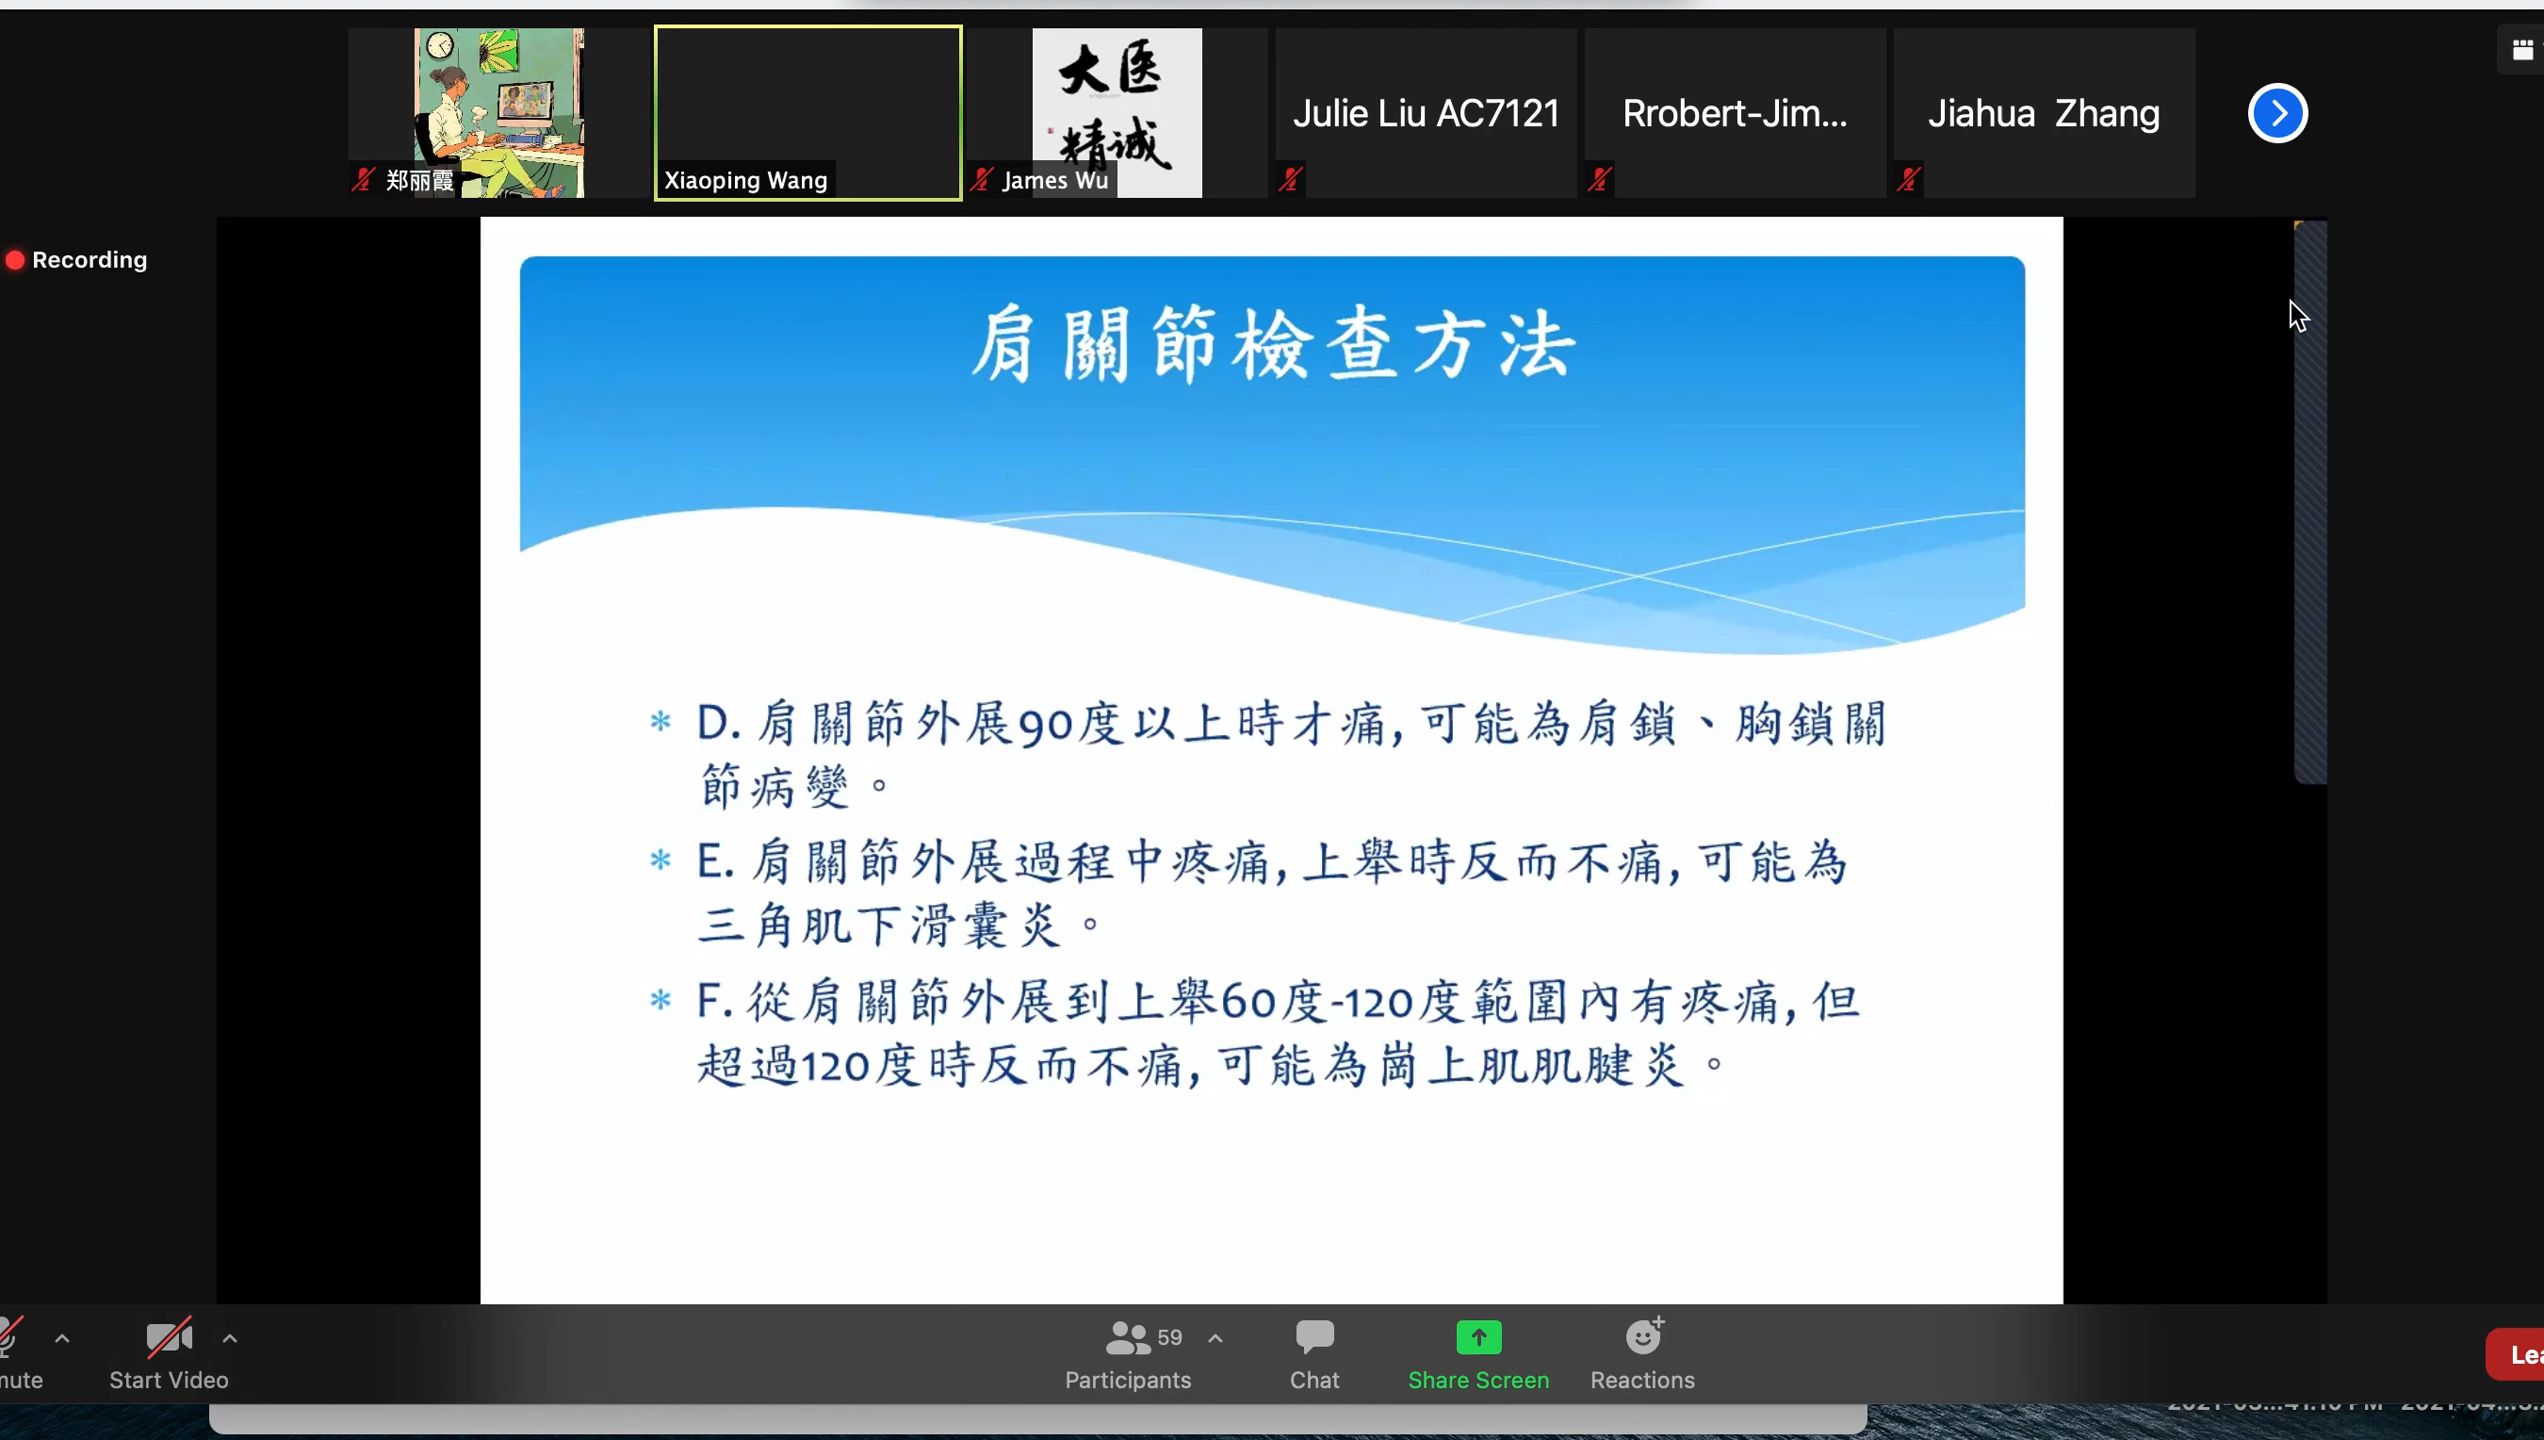 大医
精诚
郑丽霞
Xiaoping Wang
James Wu
Julie Liu AC7121
Rrobert-Jim...
Jiahua Zhang
Recording
肩關節檢查方法
* D. 肩關節外展90度以上時才痛, 可能為肩鎖、胸鎖關
節病變。
* E. 肩關節外展過程中疼痛, 上舉時反而不痛, 可能為
三角肌下滑囊炎。
* F. 從肩關節外展到上舉60度-120度範圍內有疼痛, 但
超過120度時反而不痛, 可能為崗上肌肌腱炎。
mute
Start Video
59
Participants
Chat
Share Screen
Reactions
Lea